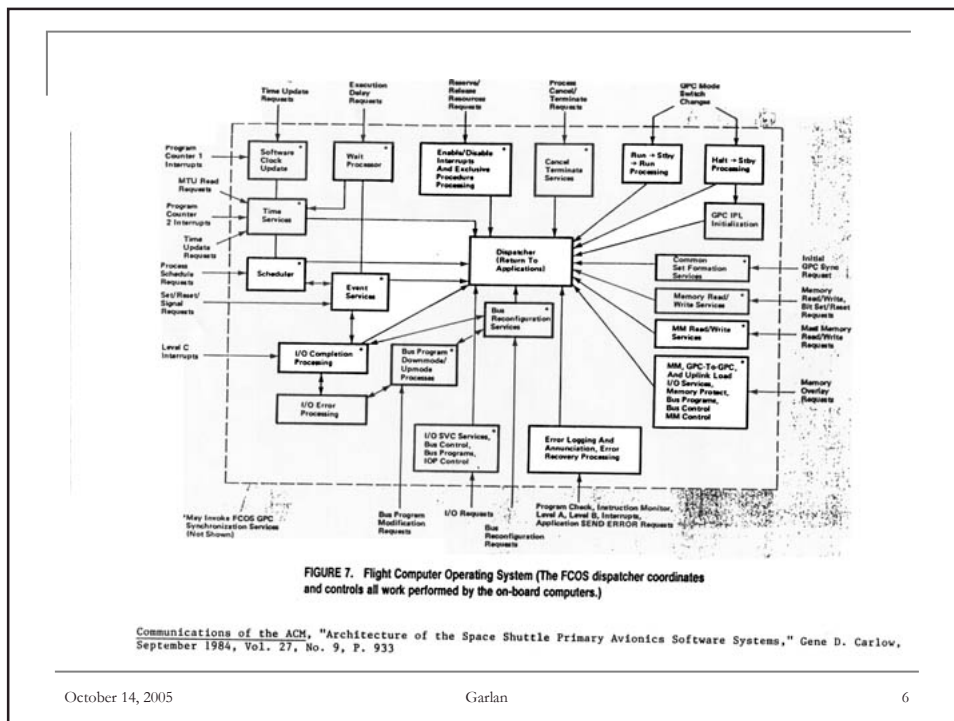 Time Update
Requests
Execution
Delay
Requests
Reserve/
Release
Resources
Requests
Process
Cancel/
Terminate
Requests
GPC Mode
Switch
Changes
Program
Counter 1
Interrupts
Software
Clock
Update
*
Wait
Processor
*
Enable/Disable
Interrupts
And Exclusive
Procedure
Processing
*
Cancel
Terminate
Services
*
Run → Stby
→ Run
Processing
Halt → Stby
Processing
*
MTU Read
Requests
Program
Counter
2 Interrupts
Time
Update
Requests
Time
Services
*
GPC IPL
Initialization
Dispatcher
(Return To
Applications)
Process
Schedule
Requests
Scheduler
*
Common
Set Formation
Services
*
Initial
GPC Sync
Request
Set/Reset/
Signal
Requests
Event
Services
*
Memory Read/
Write Services
*
Memory
Read/Write,
Bit Set/Reset
Requests
Bus
Reconfiguration
Services
*
MM Read/Write
Services
*
Mast Memory
Read/Write
Requests
Level C
Interrupts
I/O Completion
Processing
*
Bus Program
Downmode/
Upmode
Processes
*
MM, GPC-To-GPC,
And Uplink Load
I/O Services,
Memory Protect,
Bus Programs,
Bus Control
MM Control
*
Memory
Overlay
Requests
I/O Error
Processing
I/O SVC Services,
Bus Control,
Bus Programs,
IOP Control
*
Error Logging And
Annunciation, Error
Recovery Processing
*May Invoke FCOS GPC
Synchronization Services
(Not Shown)
Bus Program
Modification
Requests
I/O Requests
Bus
Reconfiguration
Requests
Program Check, Instruction Monitor,
Level A, Level B, Interrupts,
Application SEND ERROR Requests
FIGURE 7. Flight Computer Operating System (The FCOS dispatcher coordinates
and controls all work performed by the on-board computers.)
Communications of the ACM, "Architecture of the Space Shuttle Primary Avionics Software Systems," Gene D. Carlow,
September 1984, Vol. 27, No. 9, P. 933
October 14, 2005
Garlan
6